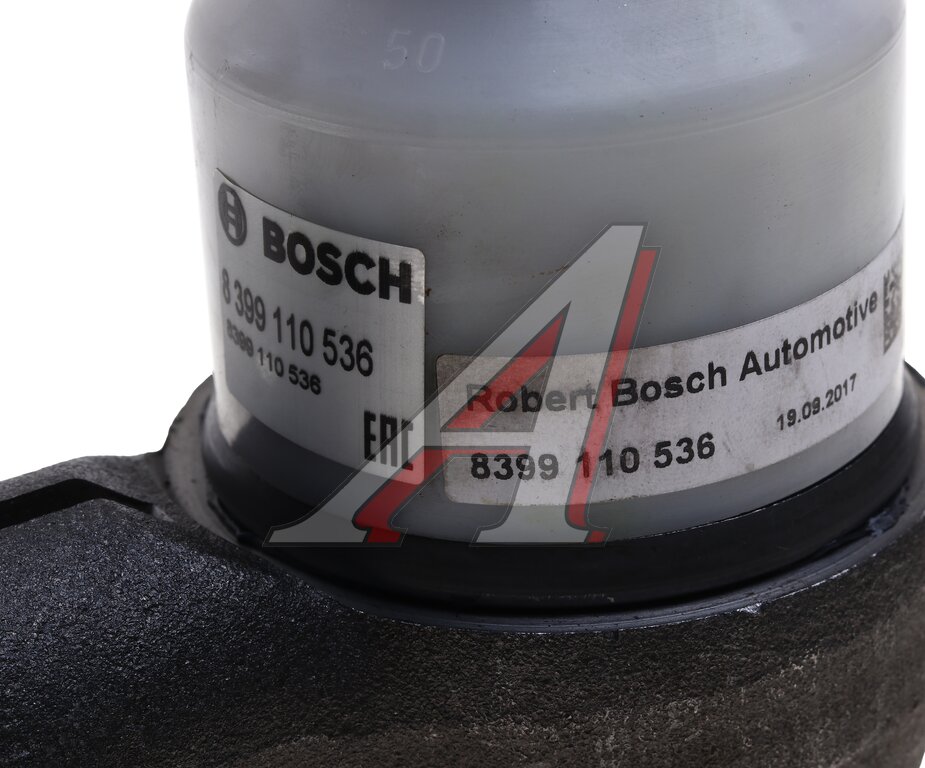 50
BOSCH
8 399 110 536
8399 110 536
EAC
Robert Bosch Automotive
19.09.2017
8399 110 536